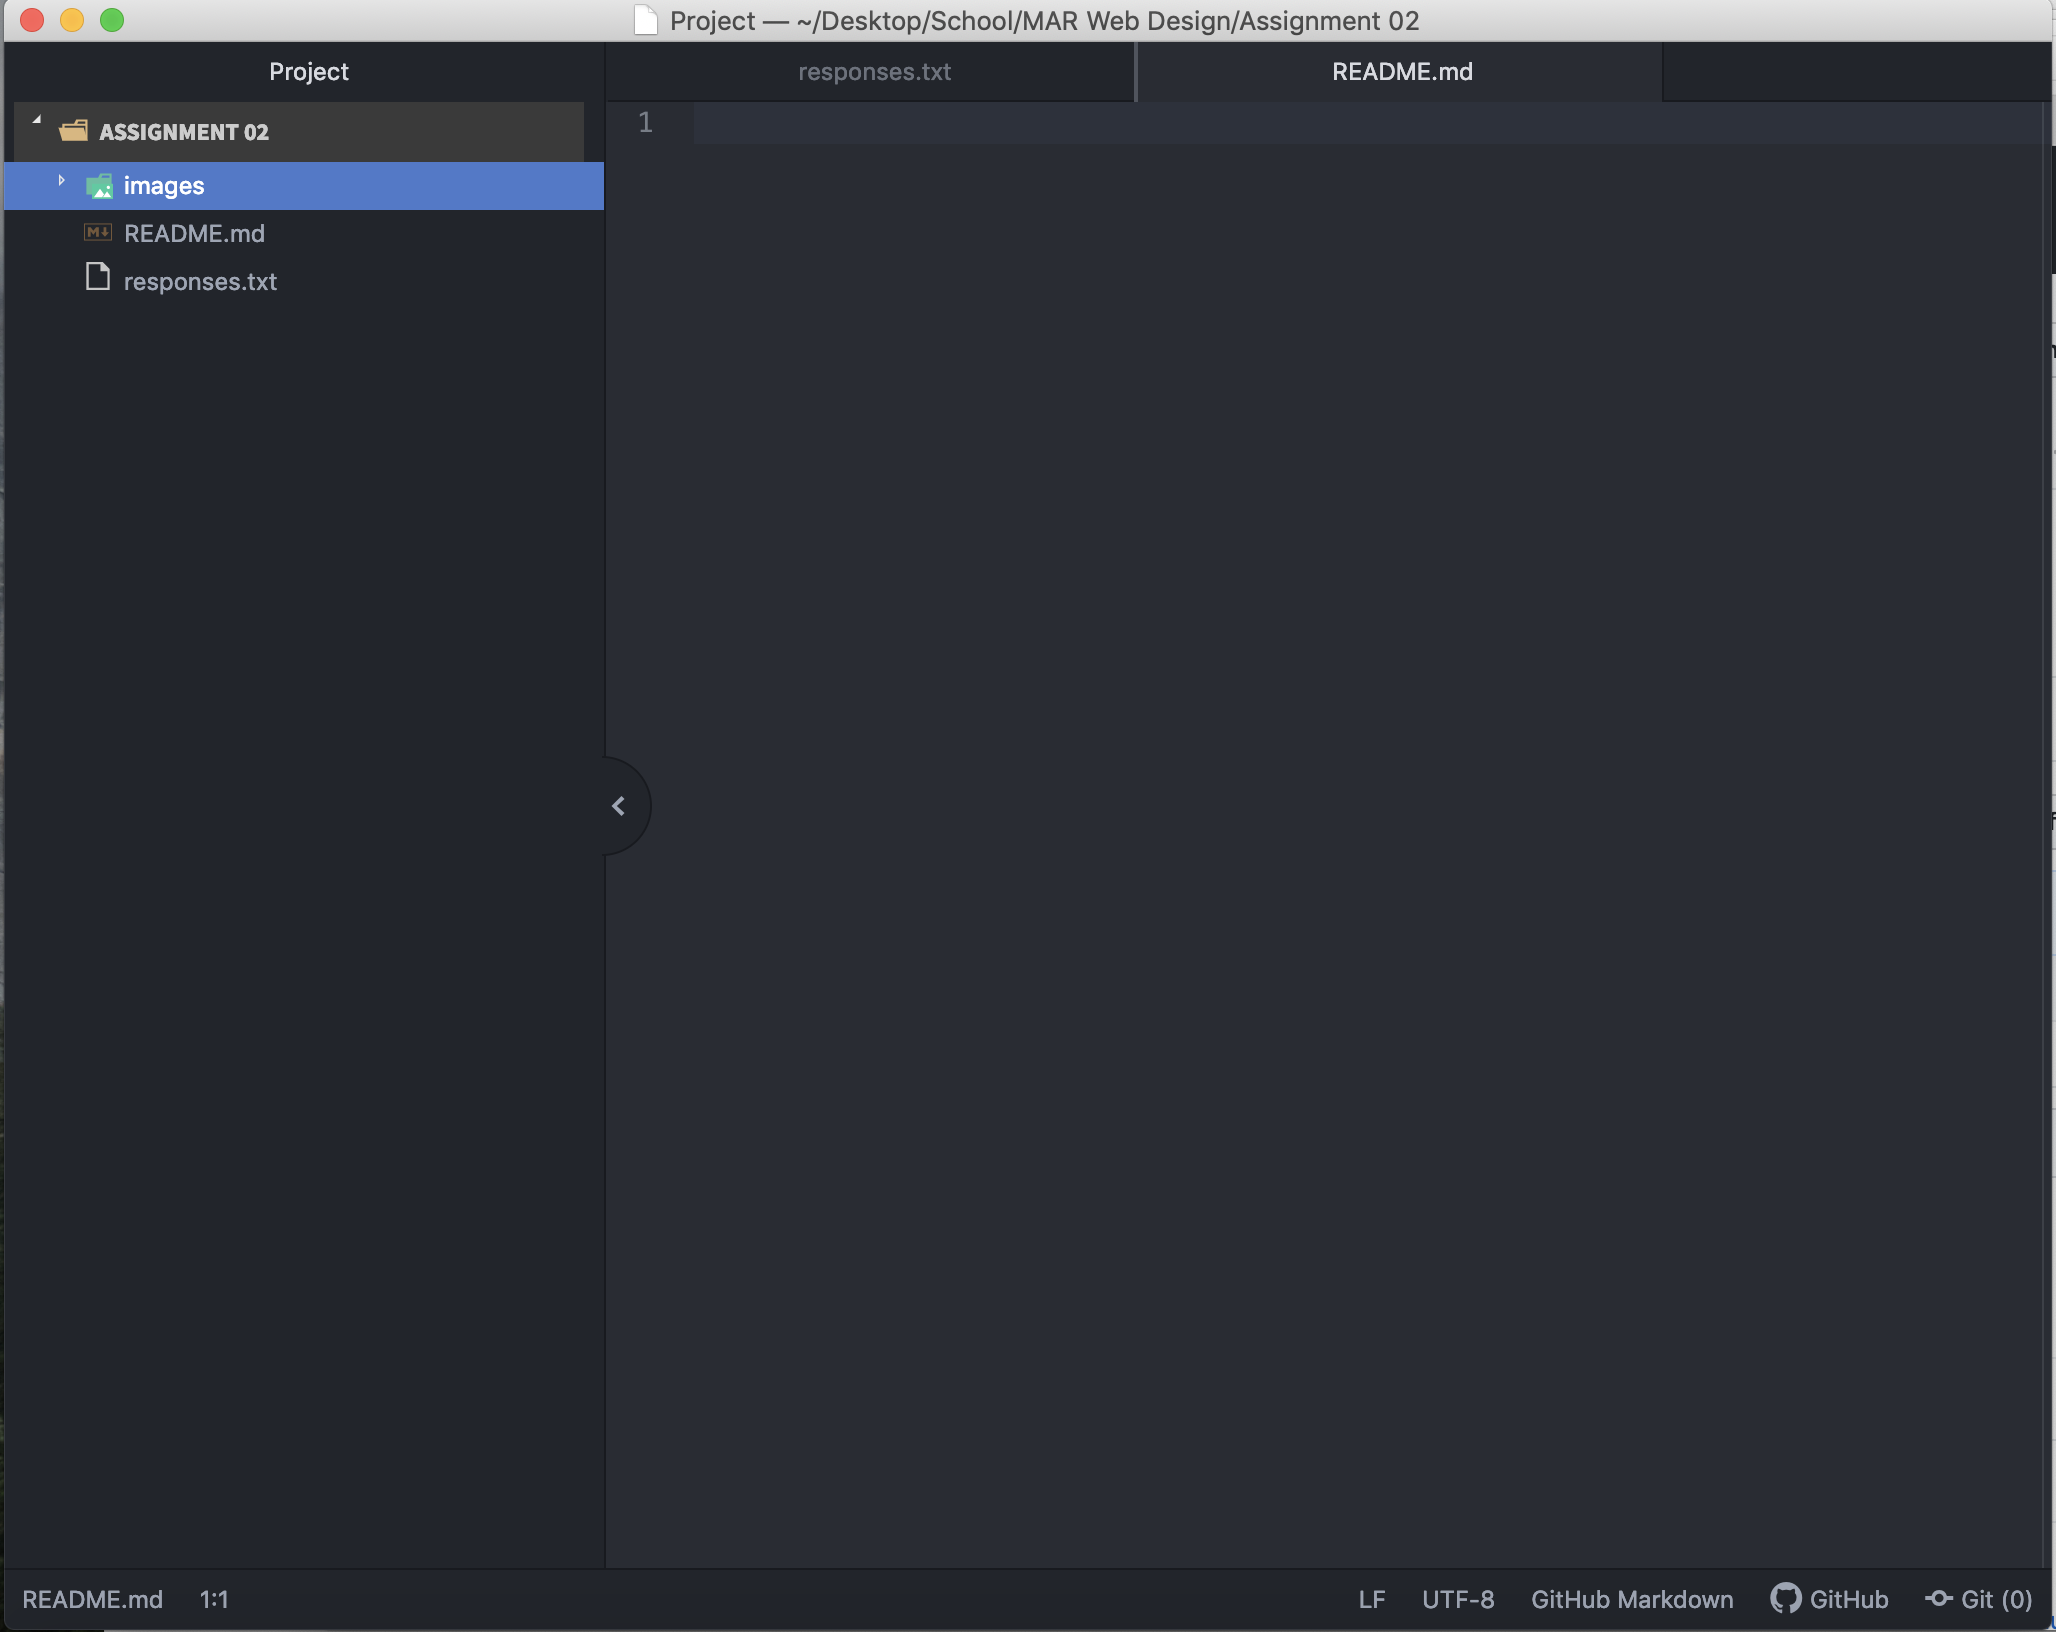 Project — ~/Desktop/School/MAR Web Design/Assignment 02
Project
responses.txt
README.md
ASSIGNMENT 02
1
images
README.md
responses.txt
README.md 1:1 LF UTF-8 GitHub Markdown GitHub Git (0)